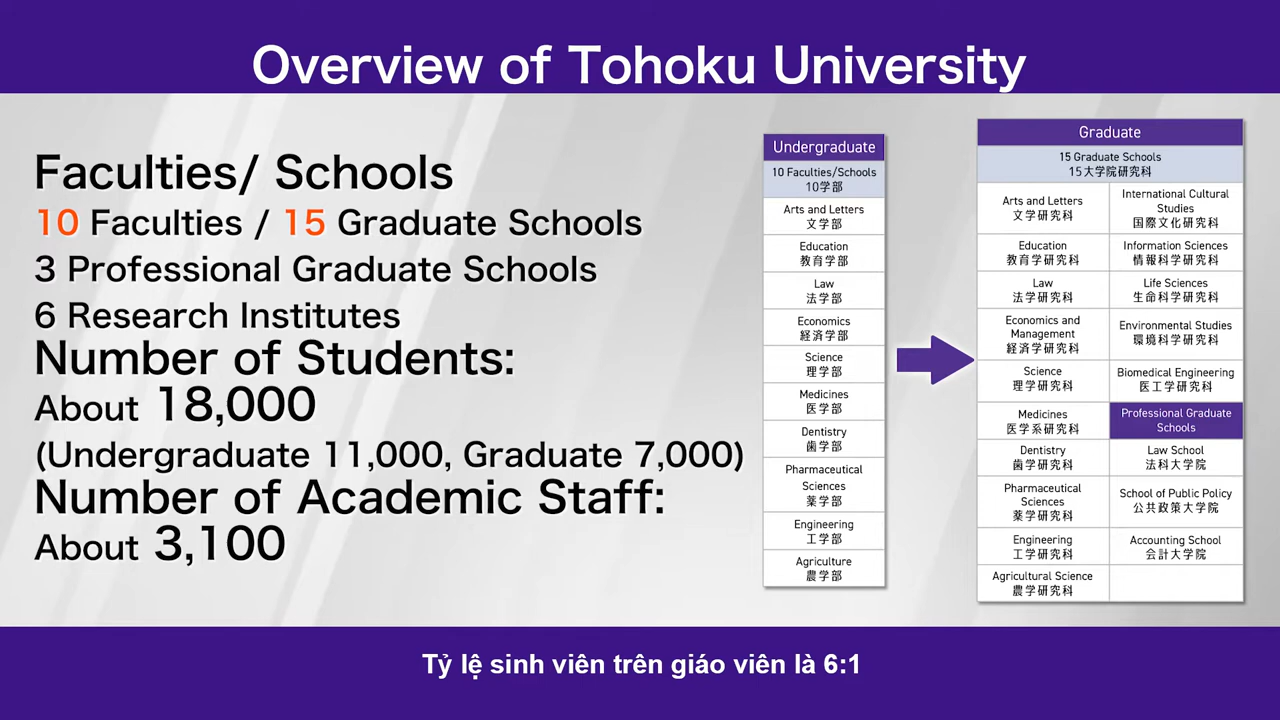 Overview of Tohoku University
Faculties/ Schools
10 Faculties / 15 Graduate Schools
3 Professional Graduate Schools
6 Research Institutes
Number of Students:
About 18,000
(Undergraduate 11,000, Graduate 7,000)
Number of Academic Staff:
About 3,100
Undergraduate
10 Faculties/Schools
10学部
Arts and Letters
文学部
Education
教育学部
Law
法学部
Economics
経済学部
Science
理学部
Medicines
医学部
Dentistry
歯学部
Pharmaceutical
Sciences
薬学部
Engineering
工学部
Agriculture
農学部
Graduate
15 Graduate Schools
15大学院研究科
Arts and Letters
文学研究科
International Cultural
Studies
国際文化研究科
Education
教育学研究科
Information Sciences
情報科学研究科
Law
法学研究科
Life Sciences
生命科学研究科
Economics and
Management
経済学研究科
Environmental Studies
環境科学研究科
Science
理学研究科
Biomedical Engineering
医工学研究科
Medicines
医学系研究科
Professional Graduate
Schools
Dentistry
歯学研究科
Law School
法科大学院
Pharmaceutical
Sciences
薬学研究科
School of Public Policy
公共政策大学院
Engineering
工学研究科
Accounting School
会計大学院
Agricultural Science
農学研究科
Tỷ lệ sinh viên trên giáo viên là 6:1